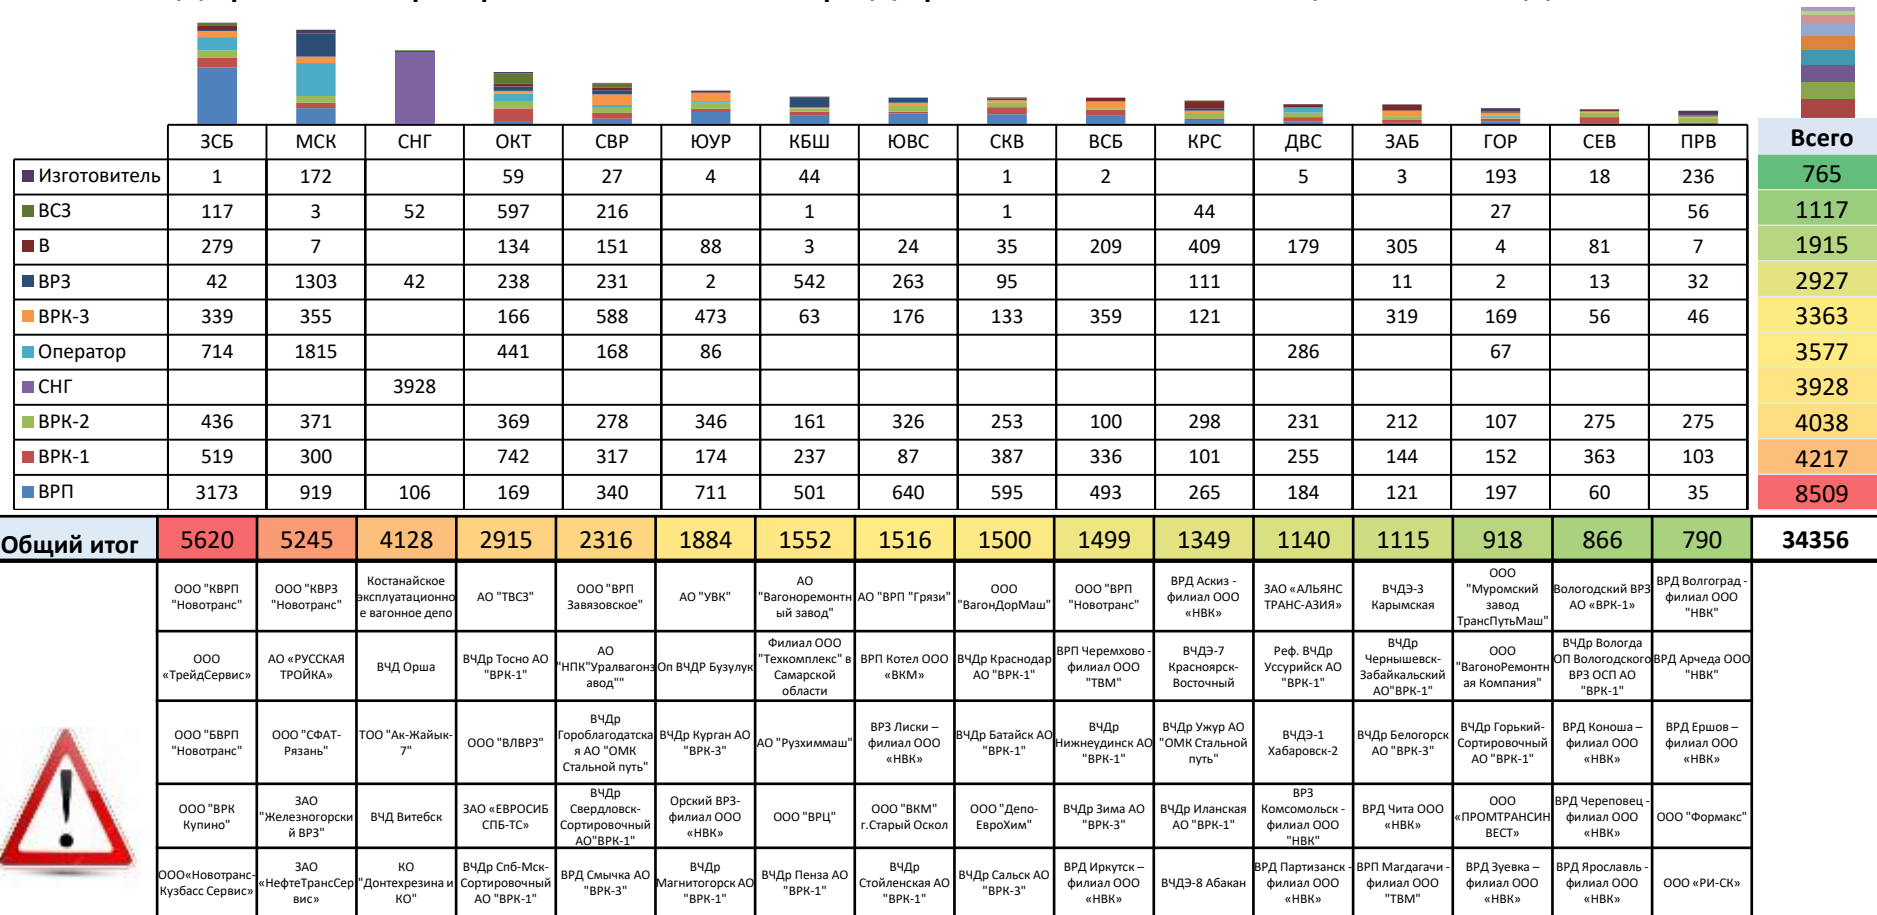 ЗСБ МСК СНГ ОКТ СВР ЮУР КБШ ЮВС СКВ ВСБ КРС ДВС ЗАБ ГОР СЕВ ПРВ Всего
Изготовитель 1 172 59 27 4 44 1 2 5 3 193 18 236 765
ВСЗ 117 3 52 597 216 1 1 44 27 56 1117
В 279 7 134 151 88 3 24 35 209 409 179 305 4 81 7 1915
ВРЗ 42 1303 42 238 231 2 542 263 95 111 11 2 13 32 2927
ВРК-3 339 355 166 588 473 63 176 133 359 121 319 169 56 46 3363
Оператор 714 1815 441 168 86 286 67 3577
СНГ 3928 3928
ВРК-2 436 371 369 278 346 161 326 253 100 298 231 212 107 275 275 4038
ВРК-1 519 300 742 317 174 237 87 387 336 101 255 144 152 363 103 4217
ВРП 3173 919 106 169 340 711 501 640 595 493 265 184 121 197 60 35 8509
Общий итог 5620 5245 4128 2915 2316 1884 1552 1516 1500 1499 1349 1140 1115 918 866 790 34356
ООО "КВРП
"Новотранс"
ООО "КВРЗ
"Новотранс"
Костанайское
эксплуатационно
е вагонное депо
АО "ТВСЗ"
ООО "ВРП
Завязовское"
АО "УВК"
АО
"Вагоноремонтн
ый завод"
АО "ВРП "Грязи"
ООО
"ВагонДорМаш"
ООО "ВРП
"Новотранс"
ВРД Аскиз -
филиал ООО
«НВК»
ЗАО «АЛЬЯНС
ТРАНС-АЗИЯ»
ВЧДЭ-3
Карымская
ООО
"Муромский
завод
ТрансПутьМаш"
Вологодский ВРЗ
АО «ВРК-1»
ВРД Волгоград -
филиал ООО
"НВК"
ООО
«ТрейдСервис»
АО «РУССКАЯ
ТРОЙКА»
ВЧД Орша
ВЧДр Тосно АО
"ВРК-1"
АО
"НПК"Уралвагонз
авод""
Оп ВЧДР Бузулук
Филиал ООО
"Техкомплекс" в
Самарской
области
ВРП Котел ООО
«ВКМ»
ВЧДр Краснодар
АО "ВРК-1"
ВРП Черемхово -
филиал ООО
"ТВМ"
ВЧДЭ-7
Красноярск-
Восточный
Реф. ВЧДр
Уссурийск АО
"ВРК-1"
ВЧДр
Чернышевск-
Забайкальский
АО"ВРК-1"
ООО
"ВагоноРемонтн
ая Компания"
ВЧДр Вологда
ОП Вологодского
ВРЗ ОСП АО
"ВРК-1"
ВРД Арчеда ООО
"НВК"
ООО "БВРП
"Новотранс"
ООО "СФАТ-
Рязань"
ТОО "Ак-Жайык-
7"
ООО "ВЛВРЗ"
ВЧДр
Гороблагодатска
я АО "ОМК
Стальной путь"
ВЧДр Курган АО
"ВРК-3"
АО "Рузхиммаш"
ВРЗ Лиски –
филиал ООО
«НВК»
ВЧДр Батайск АО
"ВРК-1"
ВЧДр
Нижнеудинск АО
"ВРК-1"
ВЧДр Ужур АО
"ОМК Стальной
путь"
ВЧДЭ-1
Хабаровск-2
ВЧДр Белогорск
АО "ВРК-3"
ВЧДр Горький-
Сортировочный
АО "ВРК-1"
ВРД Коноша –
филиал ООО
«НВК»
ВРД Ершов –
филиал ООО
«НВК»
ООО "ВРК
Купино"
ЗАО
"Железногорски
й ВРЗ"
ВЧД Витебск
ЗАО «ЕВРОСИБ
СПБ-ТС»
ВЧДр
Свердловск-
Сортировочный
АО"ВРК-1"
Орский ВРЗ-
филиал ООО
«НВК»
ООО "ВРЦ"
ООО "ВКМ"
г.Старый Оскол
ООО "Депо-
ЕвроХим"
ВЧДр Зима АО
"ВРК-3"
ВЧДр Иланская
АО "ВРК-1"
ВРЗ
Комсомольск -
филиал ООО
"НВК"
ВРД Чита ООО
«НВК»
ООО
«ПРОМТРАНСИН
ВЕСТ»
ВРД Череповец -
филиал ООО
«НВК»
ООО "Формакс"
ООО«Новотранс-
Кузбасс Сервис»
ЗАО
«НефтеТрансСер
вис»
КО
"Донтехрезина и
КО"
ВЧДр Спб-Мск-
Сортировочный
АО "ВРК-1"
ВРД Смычка АО
"ВРК-3"
ВЧДр
Магнитогорск АО
"ВРК-1"
ВЧДр Пенза АО
"ВРК-1"
ВЧДр
Стойленская АО
"ВРК-1"
ВЧДр Сальск АО
"ВРК-3"
ВРД Иркутск –
филиал ООО
«НВК»
ВЧДЭ-8 Абакан
ВРД Партизанск -
филиал ООО
«НВК»
ВРП Магдагачи -
филиал ООО
"ТВМ"
ВРД Зуевка –
филиал ООО
«НВК»
ВРД Ярославль -
филиал ООО
«НВК»
ООО «РИ-СК»